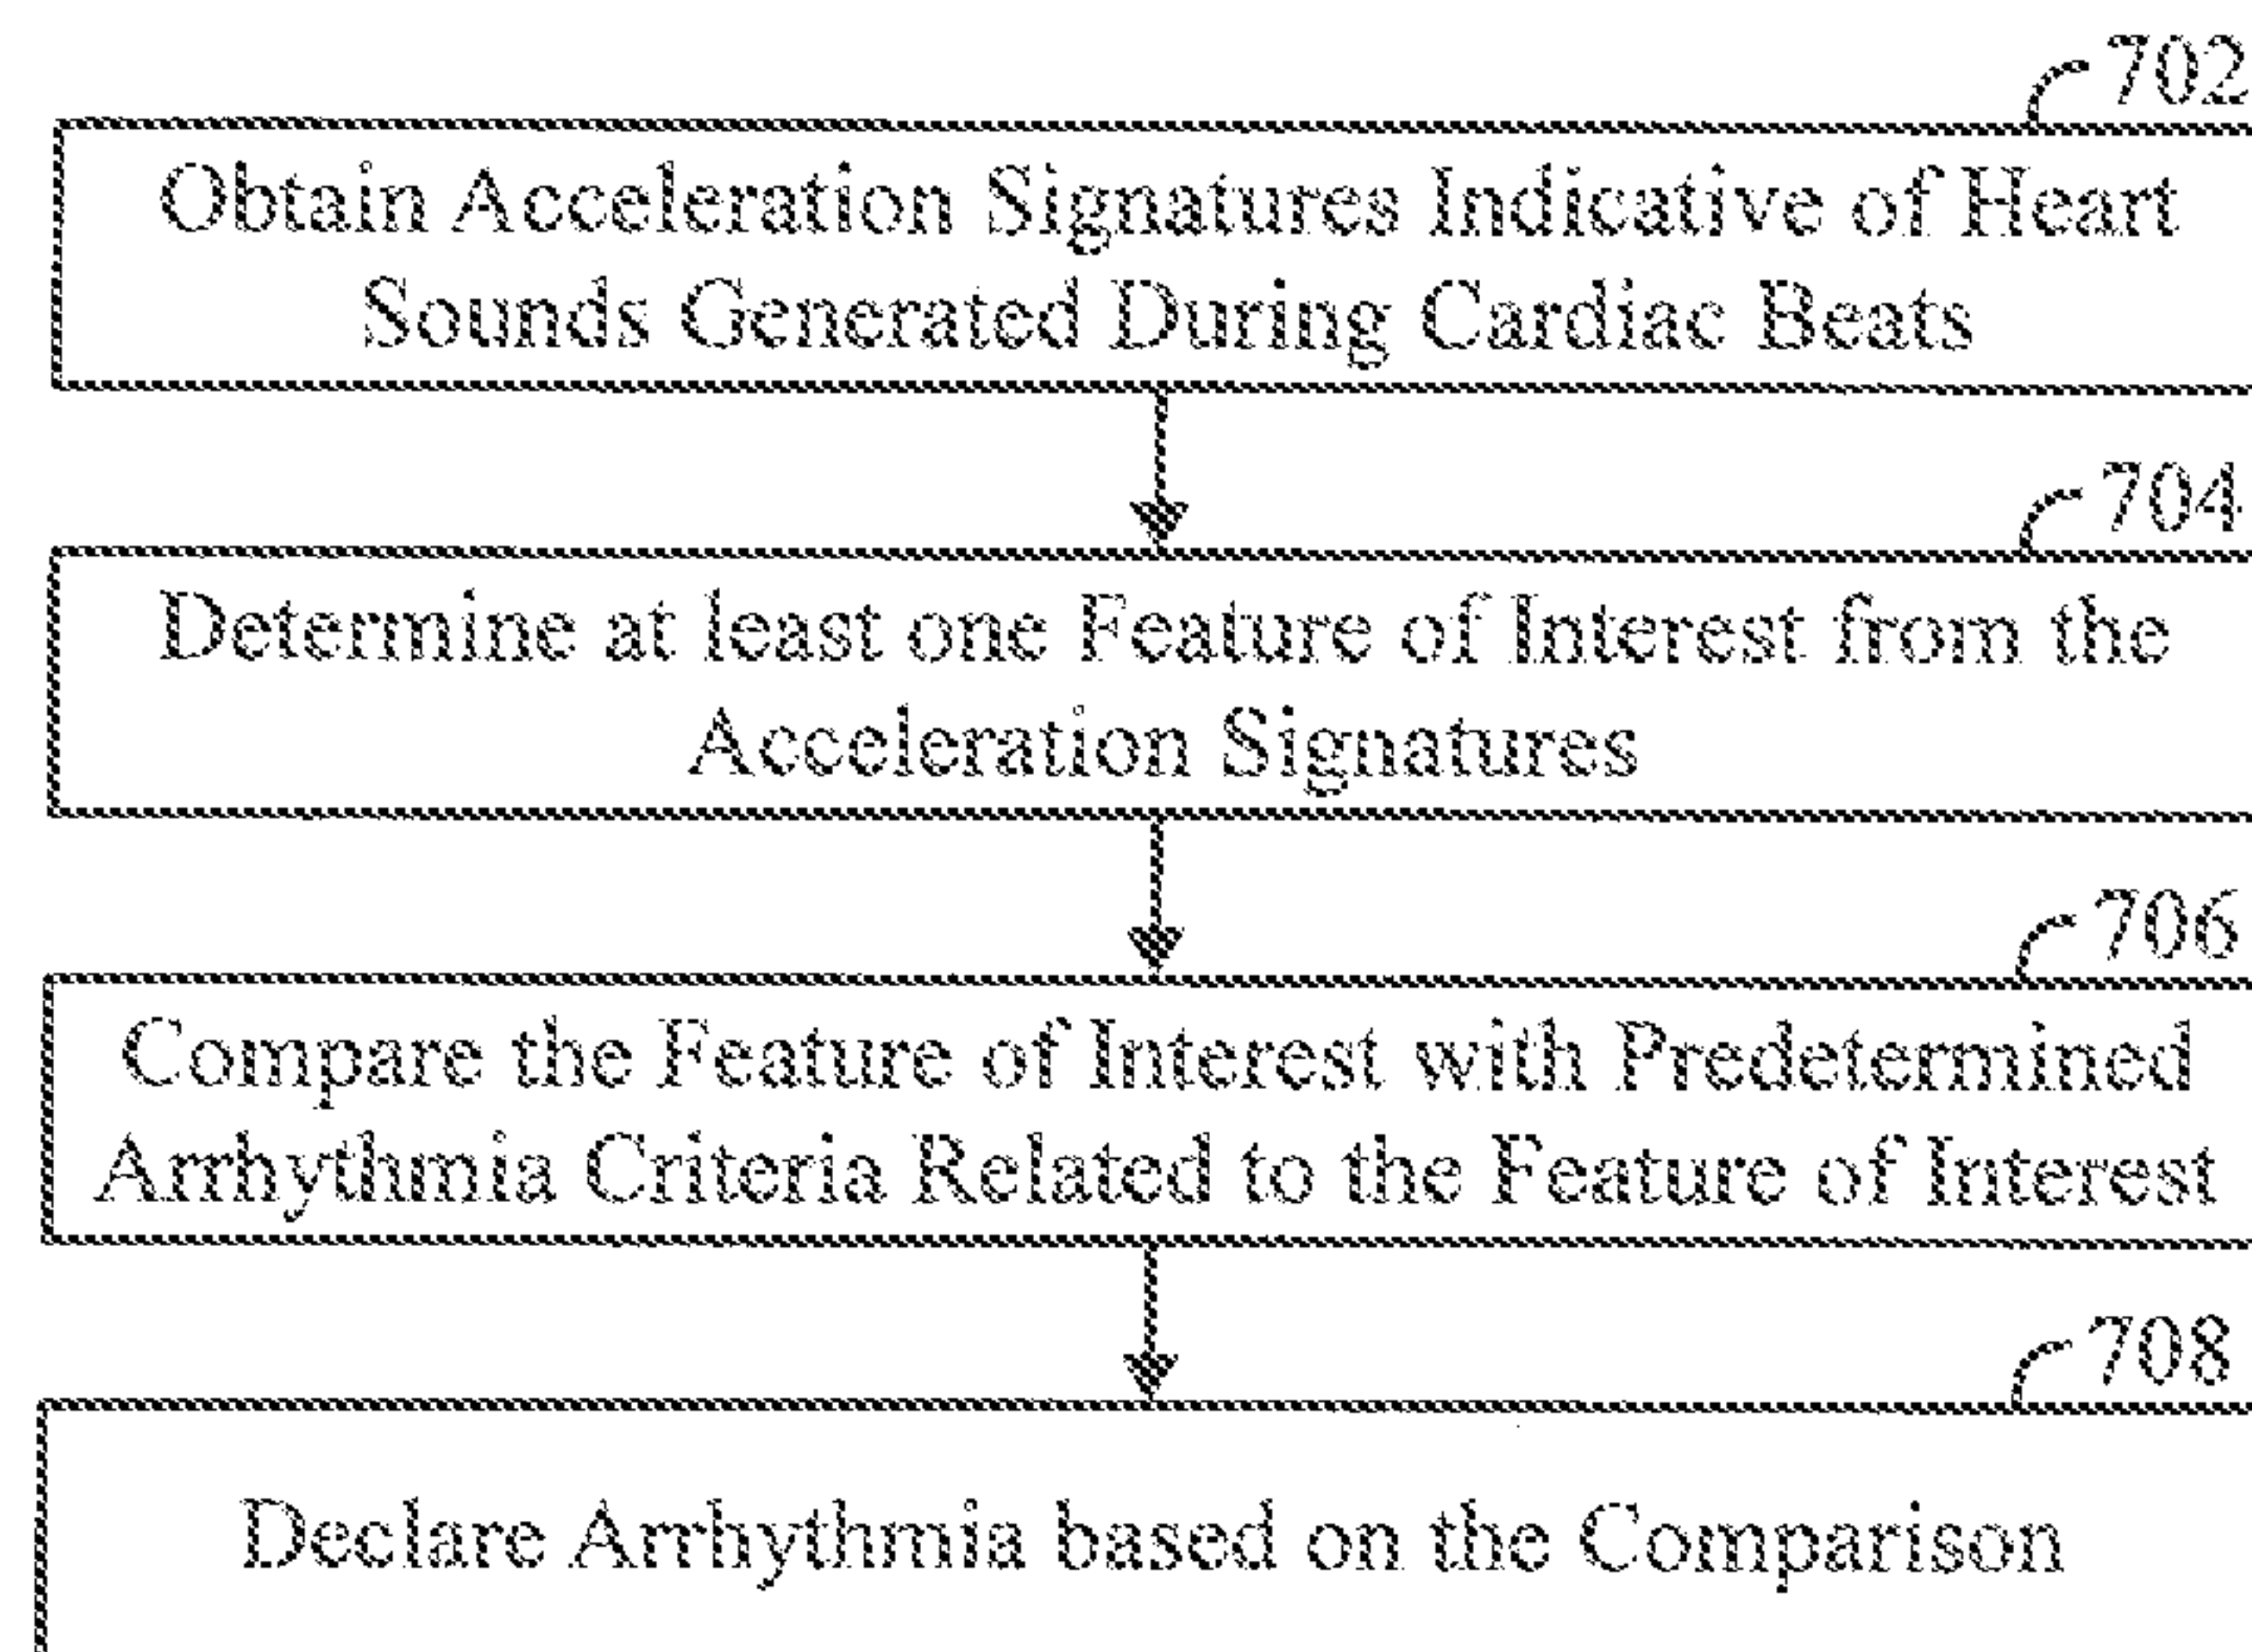 702
Obtain Acceleration Signatures Indicative of Heart
Sounds Generated During Cardiac Beats
704
Determine at least one Feature of Interest from the
Acceleration Signatures
706
Compare the Feature of Interest with Predetermined
Arrhythmia Criteria Related to the Feature of Interest
708
Declare Arrhythmia based on the Comparison